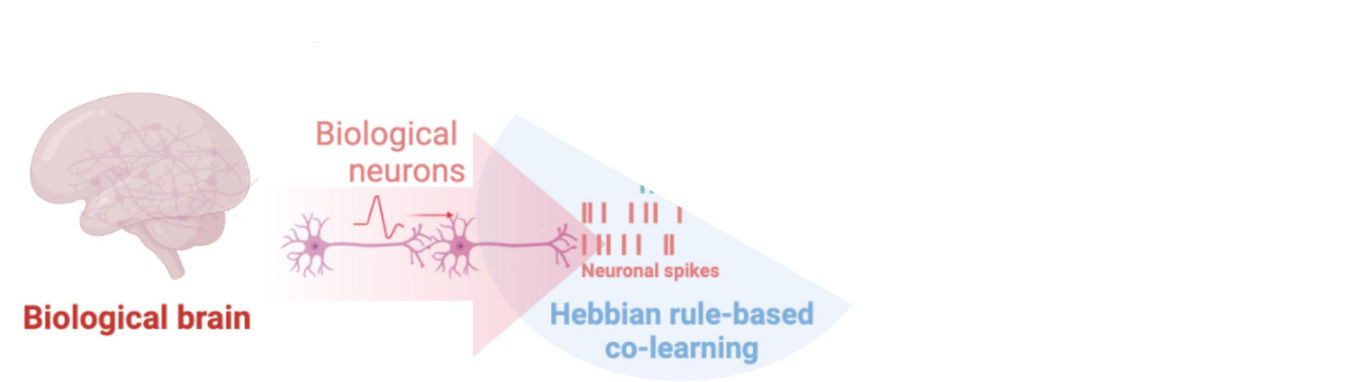 Biological
neurons
Neuronal spikes
Biological brain
Hebbian rule-based
co-learning